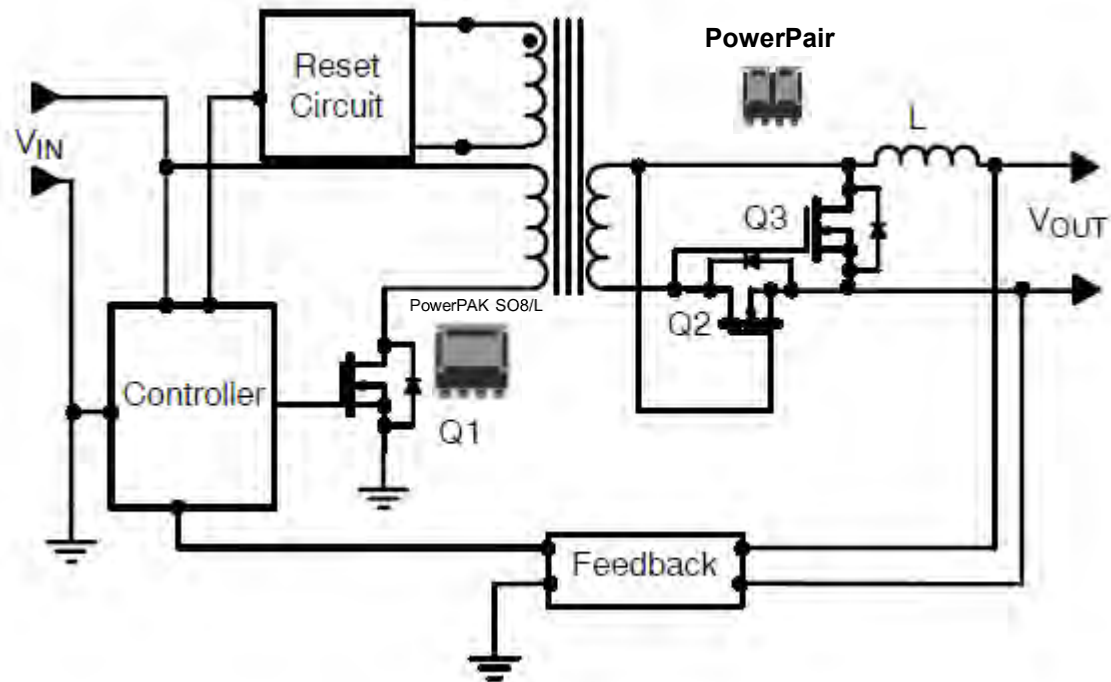 PowerPair
Reset
Circuit
L
VIN
Q3
VOUT
PowerPAK SO8/L
Q2
Controller
Q1
Feedback